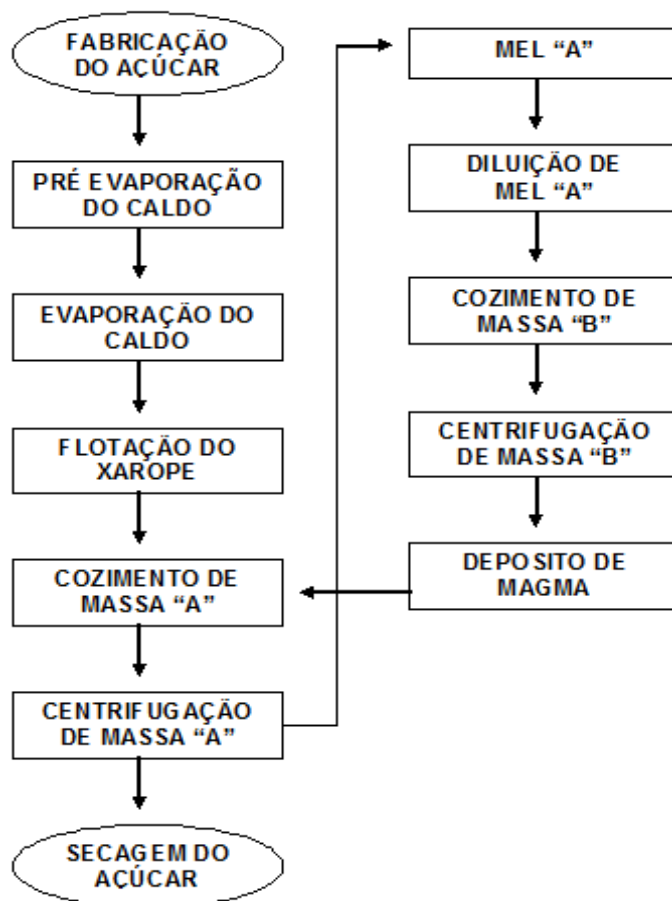 FABRICAÇÃO
DO AÇÚCAR
PRÉ EVAPORAÇÃO
DO CALDO
EVAPORAÇÃO DO
CALDO
FLOTAÇÃO DO
XAROPE
COZIMENTO DE
MASSA “A”
CENTRIFUGAÇÃO
DE MASSA “A”
SECAGEM DO
AÇÚCAR
MEL “A”
DILUIÇÃO DE
MEL “A”
COZIMENTO DE
MASSA “B”
CENTRIFUGAÇÃO
DE MASSA “B”
DEPOSITO DE
MAGMA